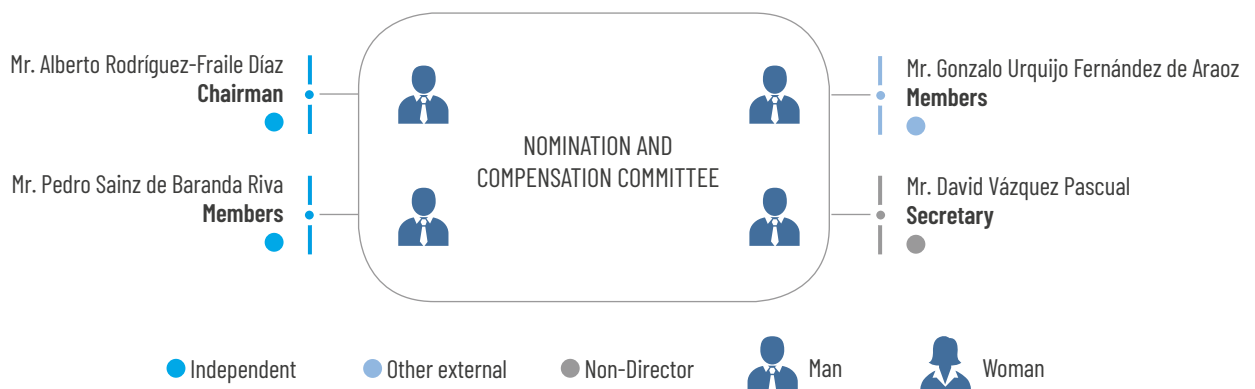 Mr. Alberto Rodríguez-Fraile Díaz
Chairman
Mr. Pedro Sainz de Baranda Riva
Members
NOMINATION AND
COMPENSATION COMMITTEE
Mr. Gonzalo Urquijo Fernández de Araoz
Members
Mr. David Vázquez Pascual
Secretary
Independent
Other external
Non-Director
Man
Woman